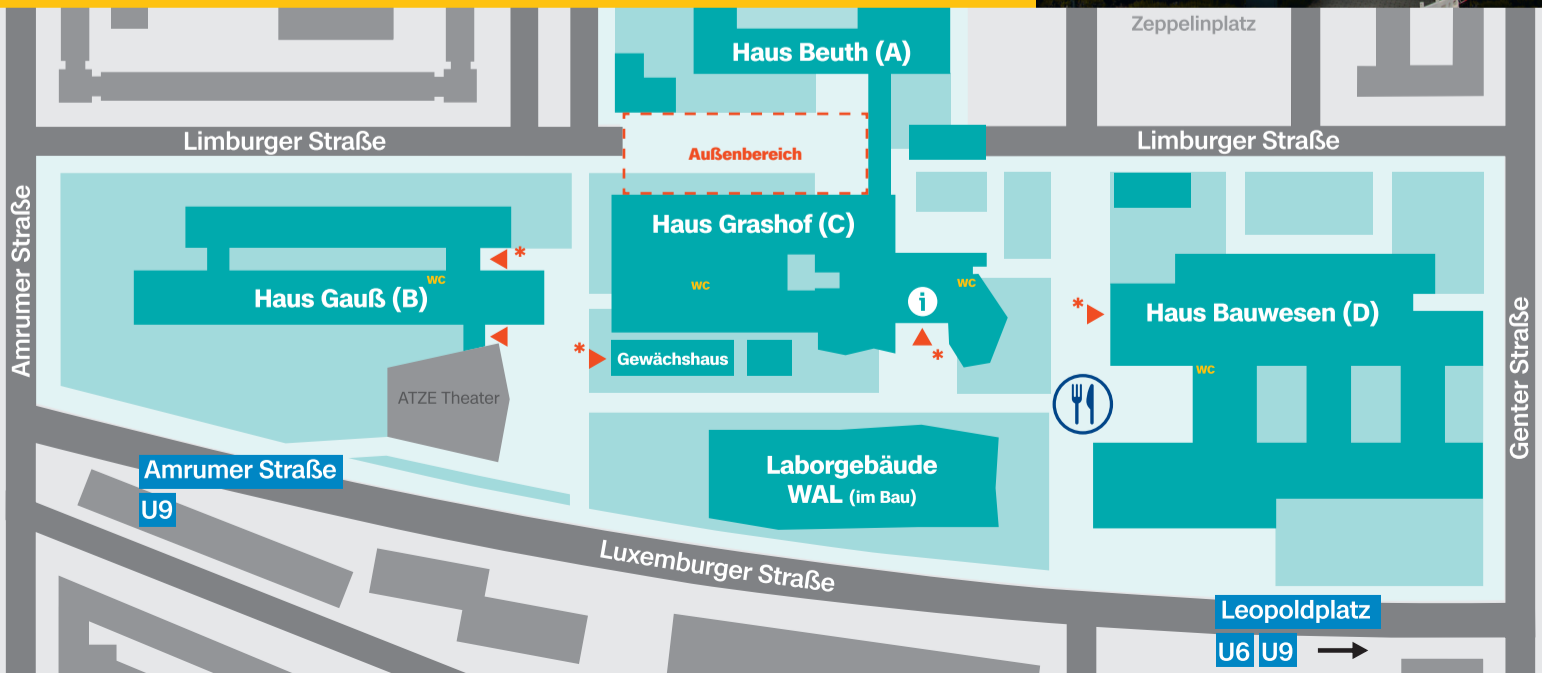 Zeppelinplatz
Haus Beuth (A)
Limburger Straße
Außenbereich
Limburger Straße
Amrumer Straße
Haus Grashof (C)
*
wc
Haus Gauß (B)
wc
wc
i
*
Haus Bauwesen (D)
Genter Straße
*
Gewächshaus
*
wc
ATZE Theater
Laborgebäude
WAL (im Bau)
Amrumer Straße
U9
Luxemburger Straße
Leopoldplatz
U6 U9